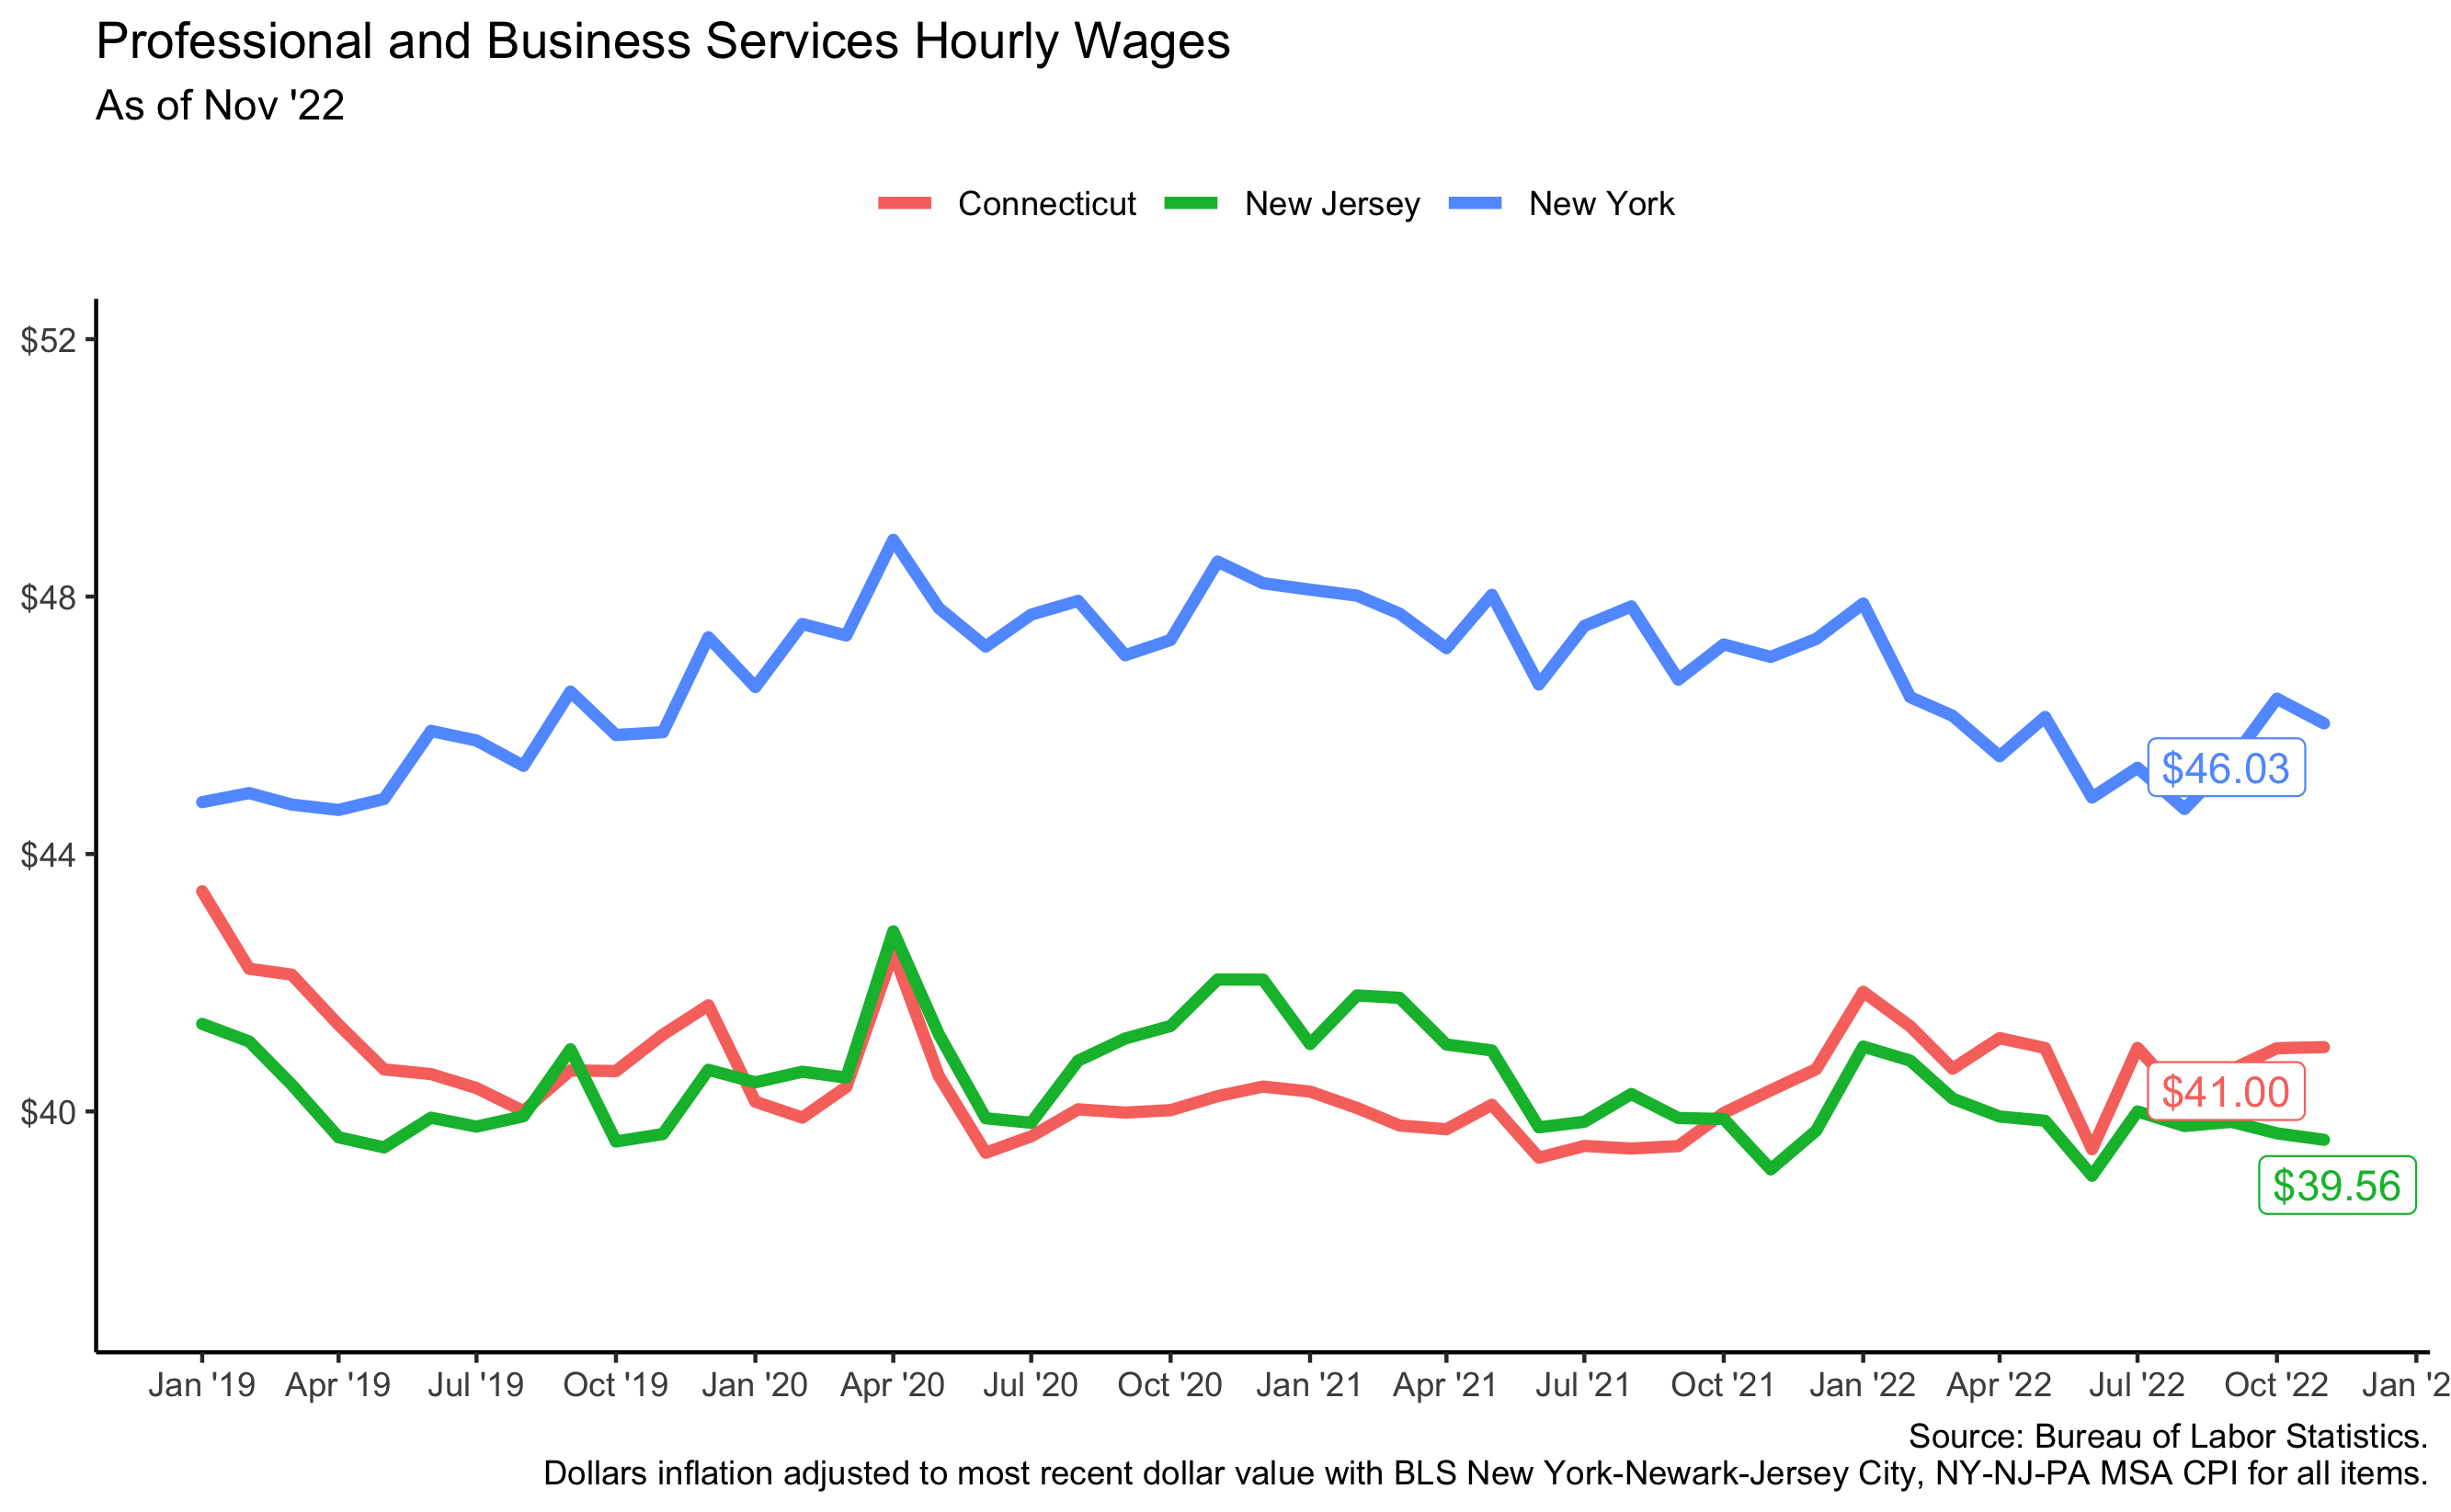 Professional and Business Services Hourly Wages
As of Nov '22
Connecticut New Jersey New York
$52
$48
$44
$40
$46.03
$41.00
$39.56
Jan '19 Apr '19 Jul '19 Oct '19 Jan '20 Apr '20 Jul '20 Oct '20 Jan '21 Apr '21 Jul '21 Oct '21 Jan '22 Apr '22 Jul '22 Oct '22 Jan '2
Source: Bureau of Labor Statistics.
Dollars inflation adjusted to most recent dollar value with BLS New York-Newark-Jersey City, NY-NJ-PA MSA CPI for all items.